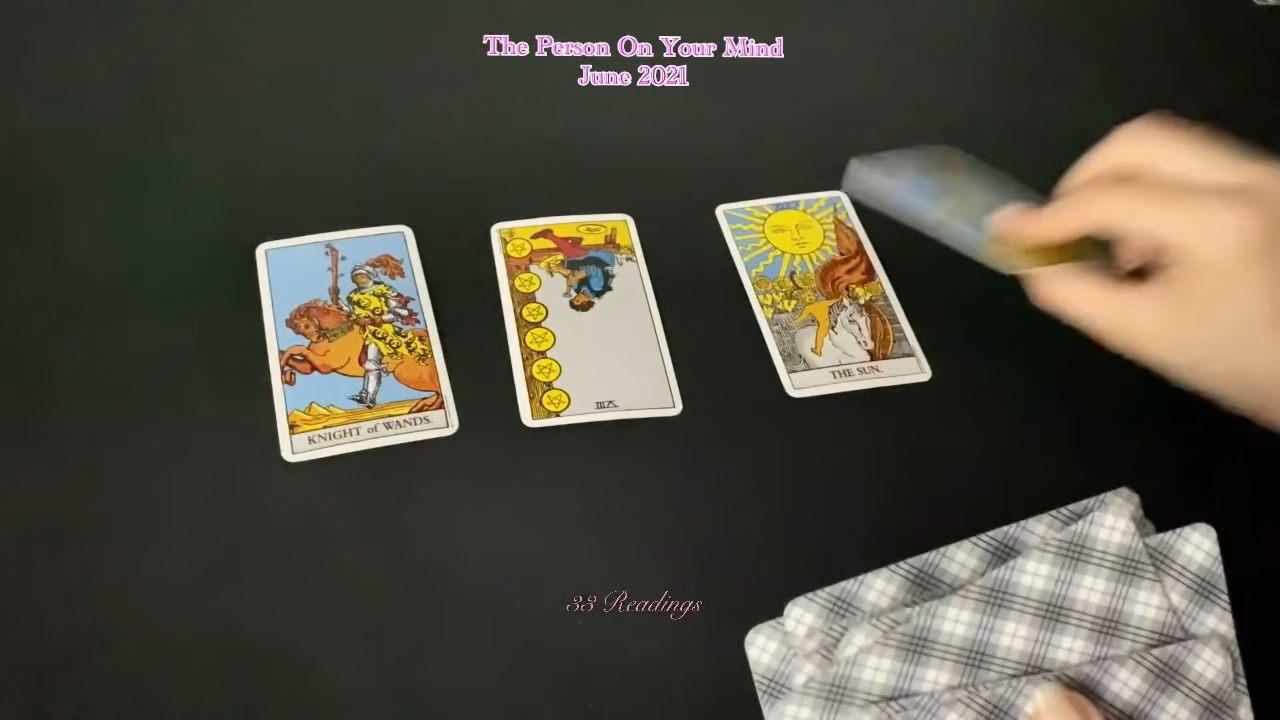 The Person On Your Mind
June 2021
KNIGHT of WANDS.
VIII
THE SUN.
33 Readings